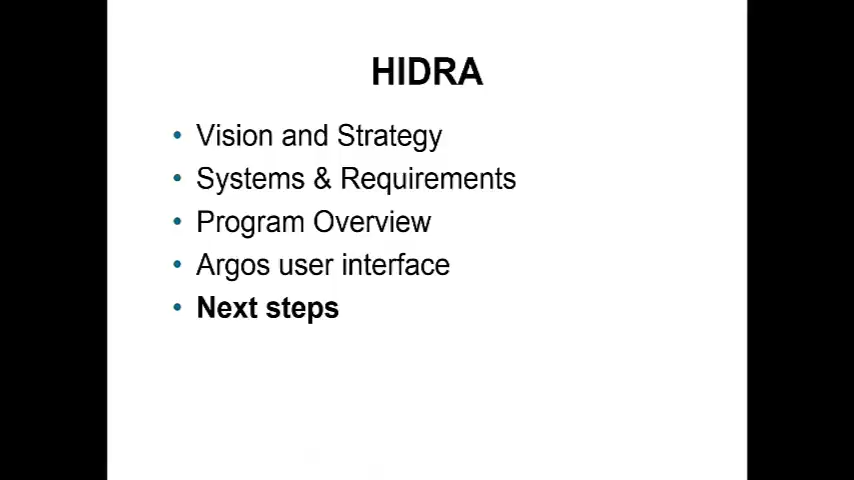 HIDRA
• Vision and Strategy
• Systems & Requirements
• Program Overview
• Argos user interface
• Next steps